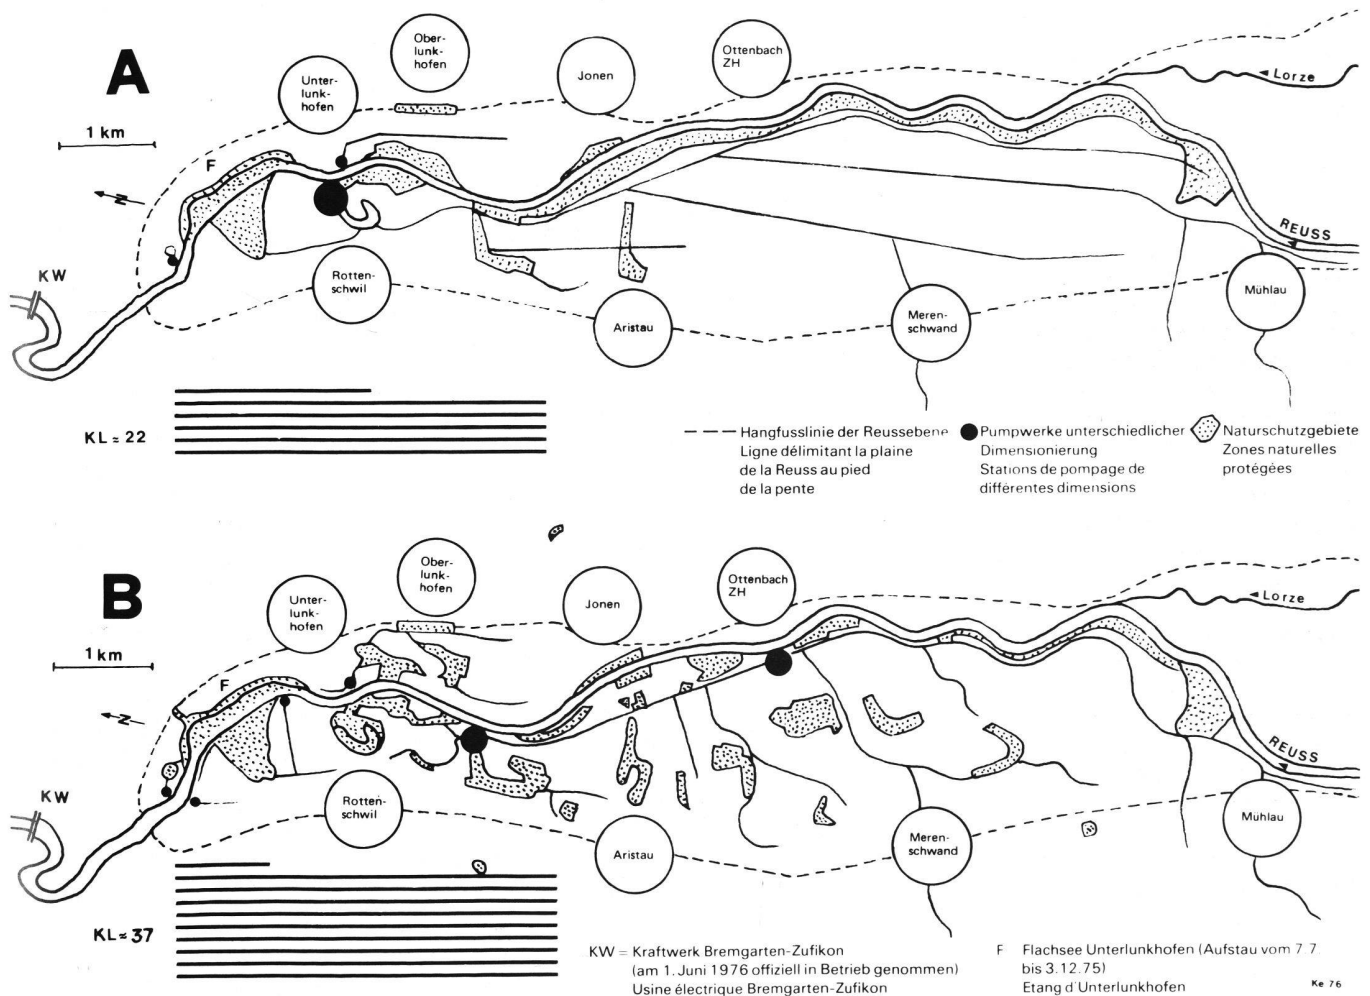 A
1 km
N
KW
F
Unter-
lunk-
hofen
Ober-
lunk-
hofen
Jonen
Ottenbach
ZH
Lorze
REUSS
Rotten-
schwil
Aristau
Meren-
schwand
Mühlau
KL ≈ 22
Hangfusslinie der Reussebene
Ligne délimitant la plaine
de la Reuss au pied
de la pente
Pumpwerke unterschiedlicher
Dimensionierung
Stations de pompage de
différentes dimensions
Naturschutzgebiete
Zones naturelles
protégées
B
1 km
N
KW
F
Unter-
lunk-
hofen
Ober-
lunk-
hofen
Jonen
Ottenbach
ZH
Lorze
REUSS
Rotten-
schwil
Aristau
Meren-
schwand
Mühlau
KL ≈ 37
KW = Kraftwerk Bremgarten-Zufikon
(am 1. Juni 1976 offiziell in Betrieb genommen)
Usine électrique Bremgarten-Zufikon
F Flachsee Unterlunkhofen (Aufstau vom 7.7.
bis 3.12.75)
Etang d'Unterlunkhofen
Ke 76